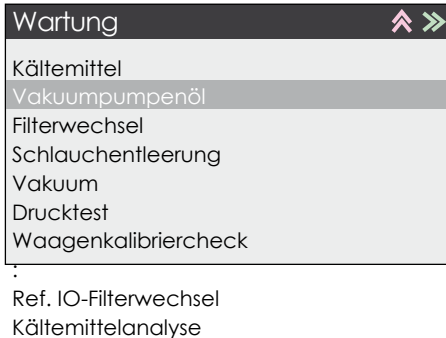 Wartung
Kältemittel
Vakuumpumpenöl
Filterwechsel
Schlauchentleerung
Vakuum
Drucktest
Waagenkalibriercheck
:
Ref. IO-Filterwechsel
Kältemittelanalyse